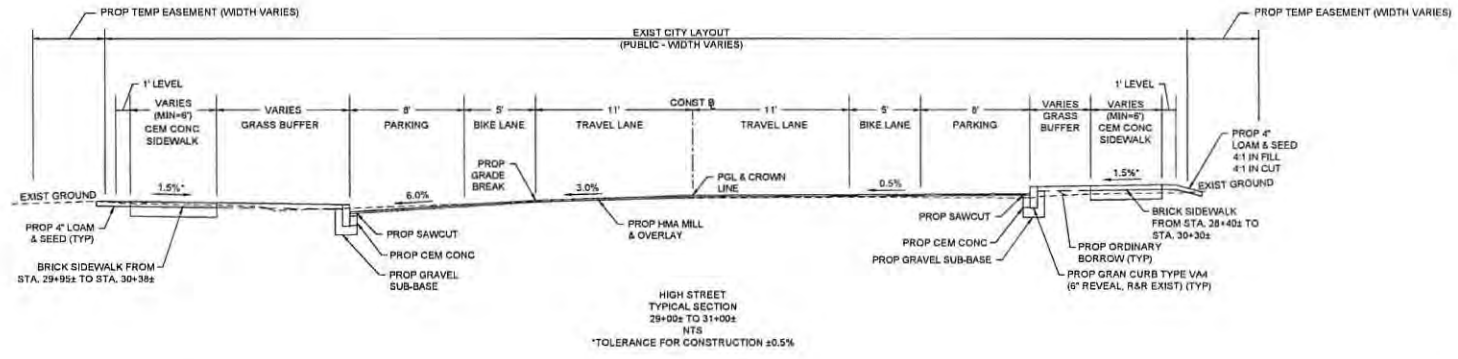 PROP TEMP EASEMENT (WIDTH VARIES)
PROP TEMP EASEMENT (WIDTH VARIES)
EXIST CITY LAYOUT
(PUBLIC - WIDTH VARIES)
1' LEVEL
VARIES
(MIN=6')
CEM CONC
SIDEWALK
VARIES
GRASS BUFFER
8'
PARKING
5'
BIKE LANE
11'
TRAVEL LANE
CONST B
11'
TRAVEL LANE
5'
BIKE LANE
8'
PARKING
VARIES
GRASS
BUFFER
VARIES
(MIN=6')
CEM CONC
SIDEWALK
1' LEVEL
PROP 4"
LOAM & SEED
4:1 IN FILL
4:1 IN CUT
EXIST GROUND
1.5%*
6.0%
PROP
GRADE
BREAK
3.0%
PGL & CROWN
LINE
0.5%
1.5%*
EXIST GROUND
PROP 4" LOAM
& SEED (TYP)
BRICK SIDEWALK FROM
STA. 29+95± TO STA. 30+38±
PROP SAWCUT
PROP CEM CONC
PROP GRAVEL
SUB-BASE
PROP HMA MILL
& OVERLAY
PROP SAWCUT
PROP CEM CONC
PROP GRAVEL SUB-BASE
BRICK SIDEWALK
FROM STA. 28+40± TO
STA. 30+30±
PROP ORDINARY
BORROW (TYP)
PROP GRAN CURB TYPE VA4
(6" REVEAL, R&R EXIST) (TYP)
HIGH STREET
TYPICAL SECTION
29+00± TO 31+00±
NTS
*TOLERANCE FOR CONSTRUCTION ±0.5%